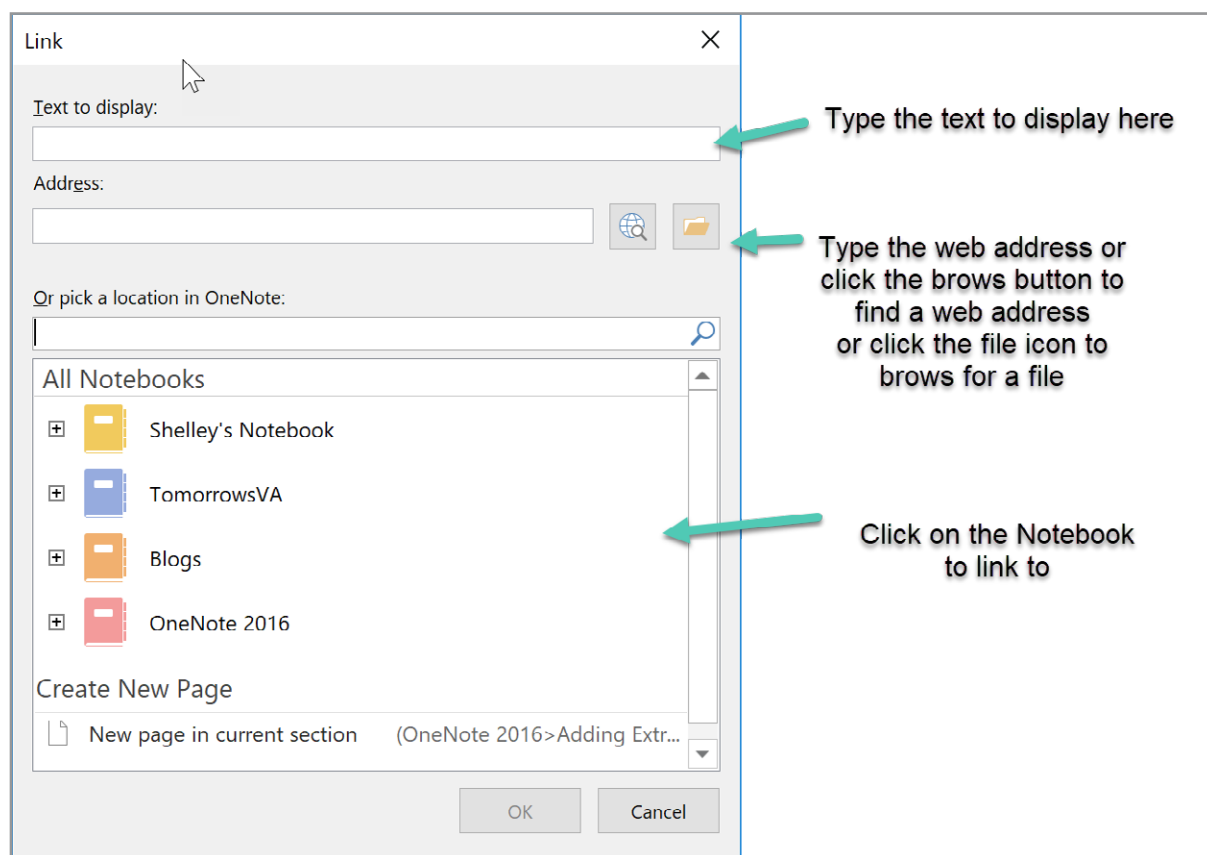 Link
Text to display:
Type the text to display here
Address:
Type the web address or
click the brows button to
find a web address
or click the file icon to
brows for a file
Or pick a location in OneNote:
All Notebooks
Shelley's Notebook
TomorrowsVA
Blogs
OneNote 2016
Click on the Notebook
to link to
Create New Page
New page in current section (OneNote 2016>Adding Extr...
OK Cancel